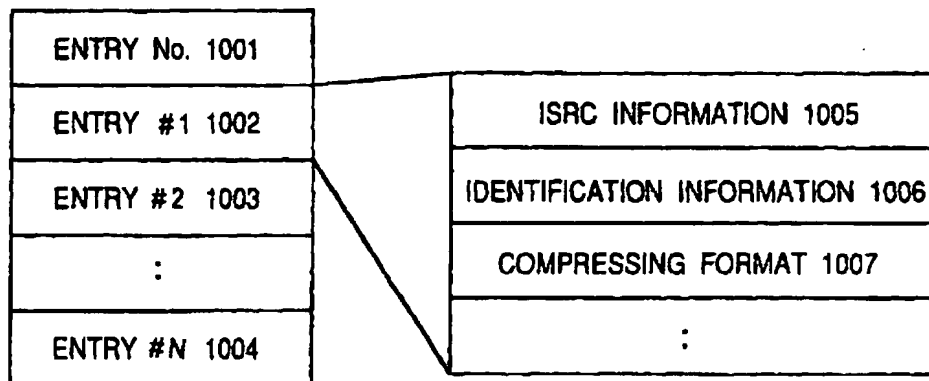 ENTRY No. 1001
ENTRY #1 1002
ENTRY #2 1003
:
ENTRY #N 1004
ISRC INFORMATION 1005
IDENTIFICATION INFORMATION 1006
COMPRESSING FORMAT 1007
: